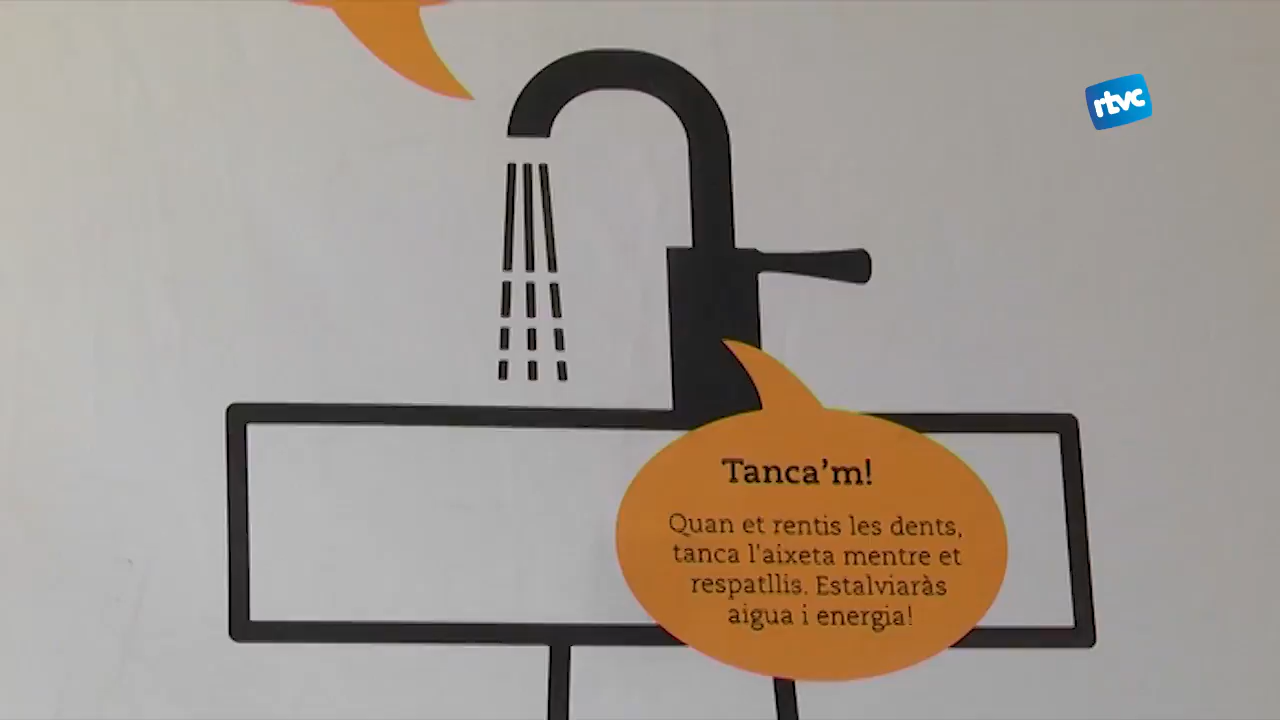 rtvc
Tanca'm!
Quan et rentis les dents,
tanca l'aixeta mentre et
respatllis. Estalviaràs
aigua i energia!